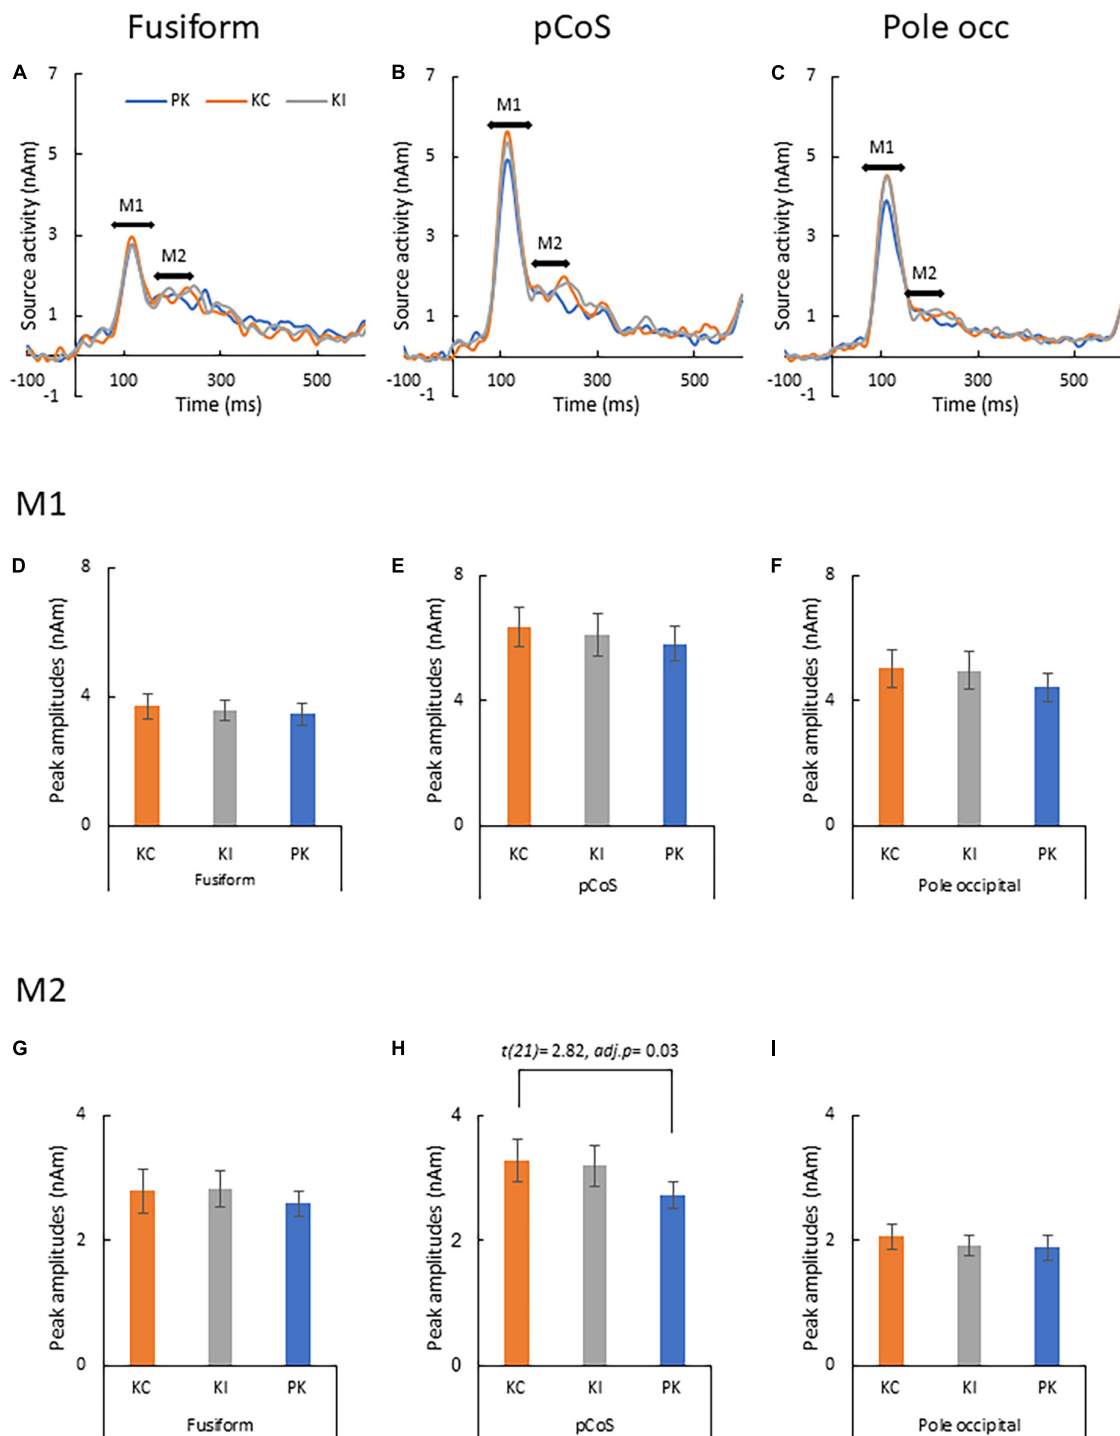 Fusiform pCoS Pole occ
A B C
7 7 7
PK KC KI
M1 M1 M1
5 5 5
M2 M2 M2
3 3 3
1 1 1
Source activity (nAm) Source activity (nAm) Source activity (nAm)
-100 100 300 500 -100 100 300 500 -100 100 300 500
-1 -1 -1
Time (ms) Time (ms) Time (ms)
M1
D E F
8 8 8
Peak amplitudes (nAm) Peak amplitudes (nAm) Peak amplitudes (nAm)
4 4 4
0 0 0
KC KI PK KC KI PK KC KI PK
Fusiform pCoS Pole occipital
M2
G H I
t(21)= 2.82, adj.p= 0.03
4 4 4
Peak amplitudes (nAm) Peak amplitudes (nAm) Peak amplitudes (nAm)
2 2 2
0 0 0
KC KI PK KC KI PK KC KI PK
Fusiform pCoS Pole occipital